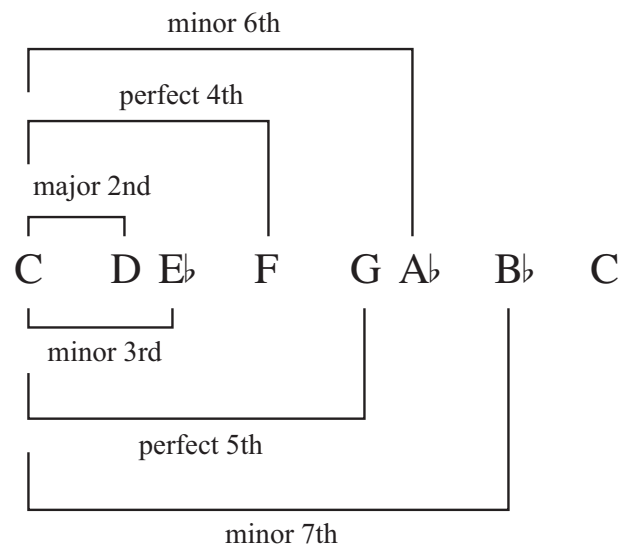 minor 6th
perfect 4th
major 2nd
C D E♭ F G A♭ B♭ C
minor 3rd
perfect 5th
minor 7th